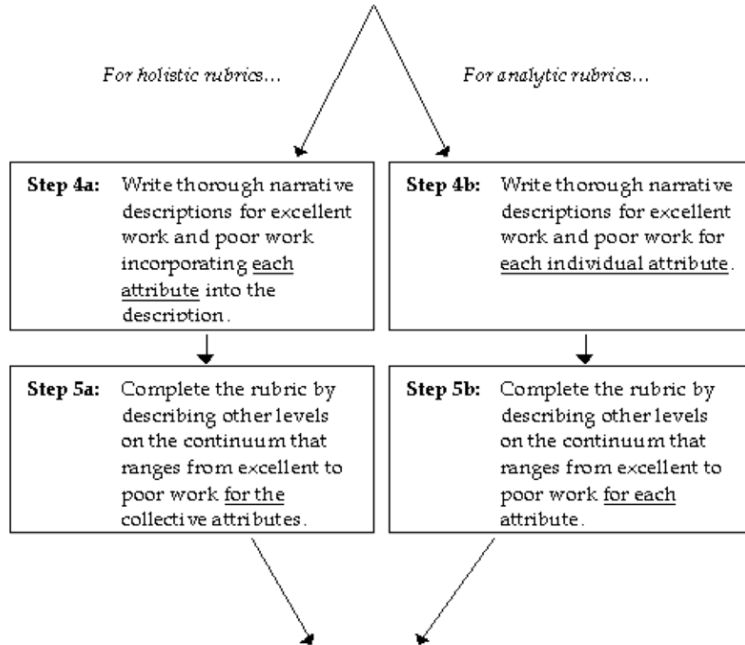 For holistic rubrics...
For analytic rubrics...
Step 4a: Write thorough narrative
descriptions for excellent
work and poor work
incorporating each
attribute into the
description.
Step 4b: Write thorough narrative
descriptions for excellent
work and poor work for
each individual attribute.
Step 5a: Complete the rubric by
describing other levels
on the continuum that
ranges from excellent to
poor work for the
collective attributes.
Step 5b: Complete the rubric by
describing other levels
on the continuum that
ranges from excellent to
poor work for each
attribute.